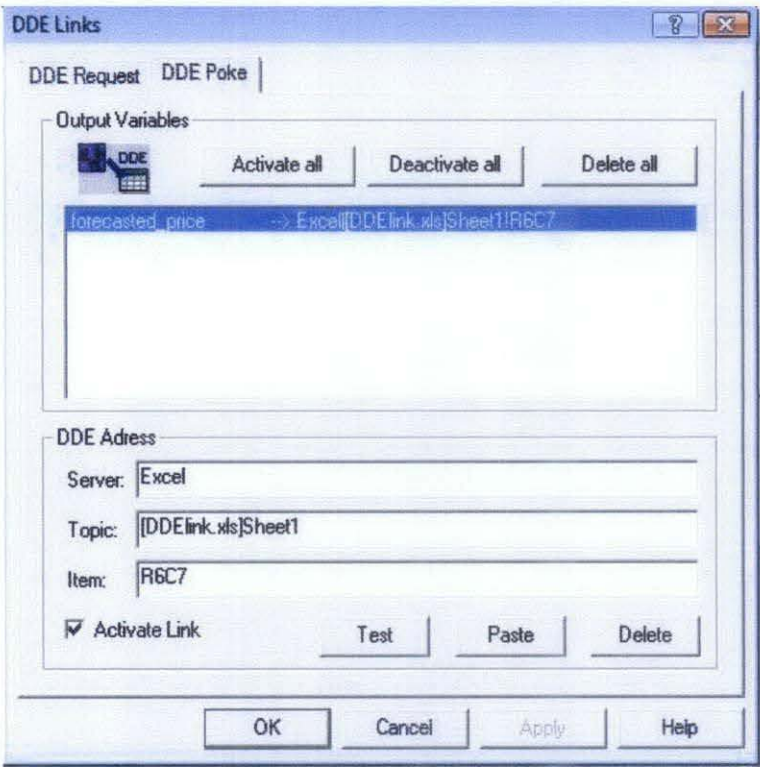 DDE Links
DDE Request DDE Poke
Output Variables
DDE Activate all Deactivate all Delete all
forecasted_price --> Excel|[DDElink.xls]Sheet1!R6C7
DDE Adress
Server: Excel
Topic: [DDElink.xls]Sheet1
Item: R6C7
Activate Link Test Paste Delete
OK Cancel Apply Help